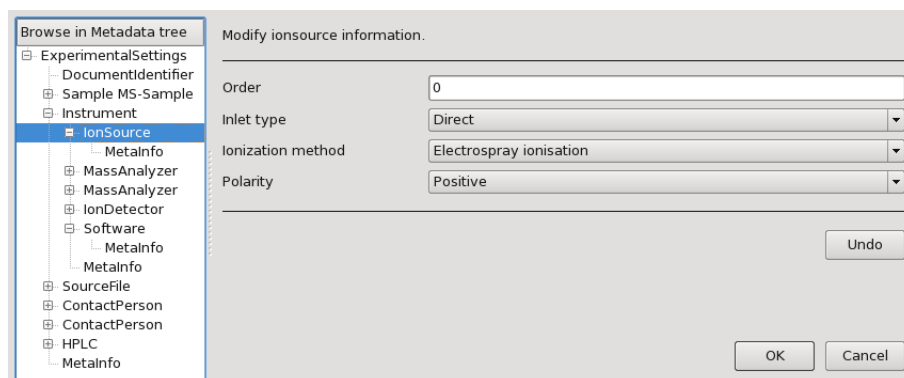 Browse in Metadata tree
ExperimentalSettings
DocumentIdentifier
Sample MS-Sample
Instrument
IonSource
MetaInfo
MassAnalyzer
MassAnalyzer
IonDetector
Software
MetaInfo
MetaInfo
SourceFile
ContactPerson
ContactPerson
HPLC
MetaInfo
Modify ionsource information.
Order 0
Inlet type Direct
Ionization method Electrospray ionisation
Polarity Positive
Undo
OK Cancel